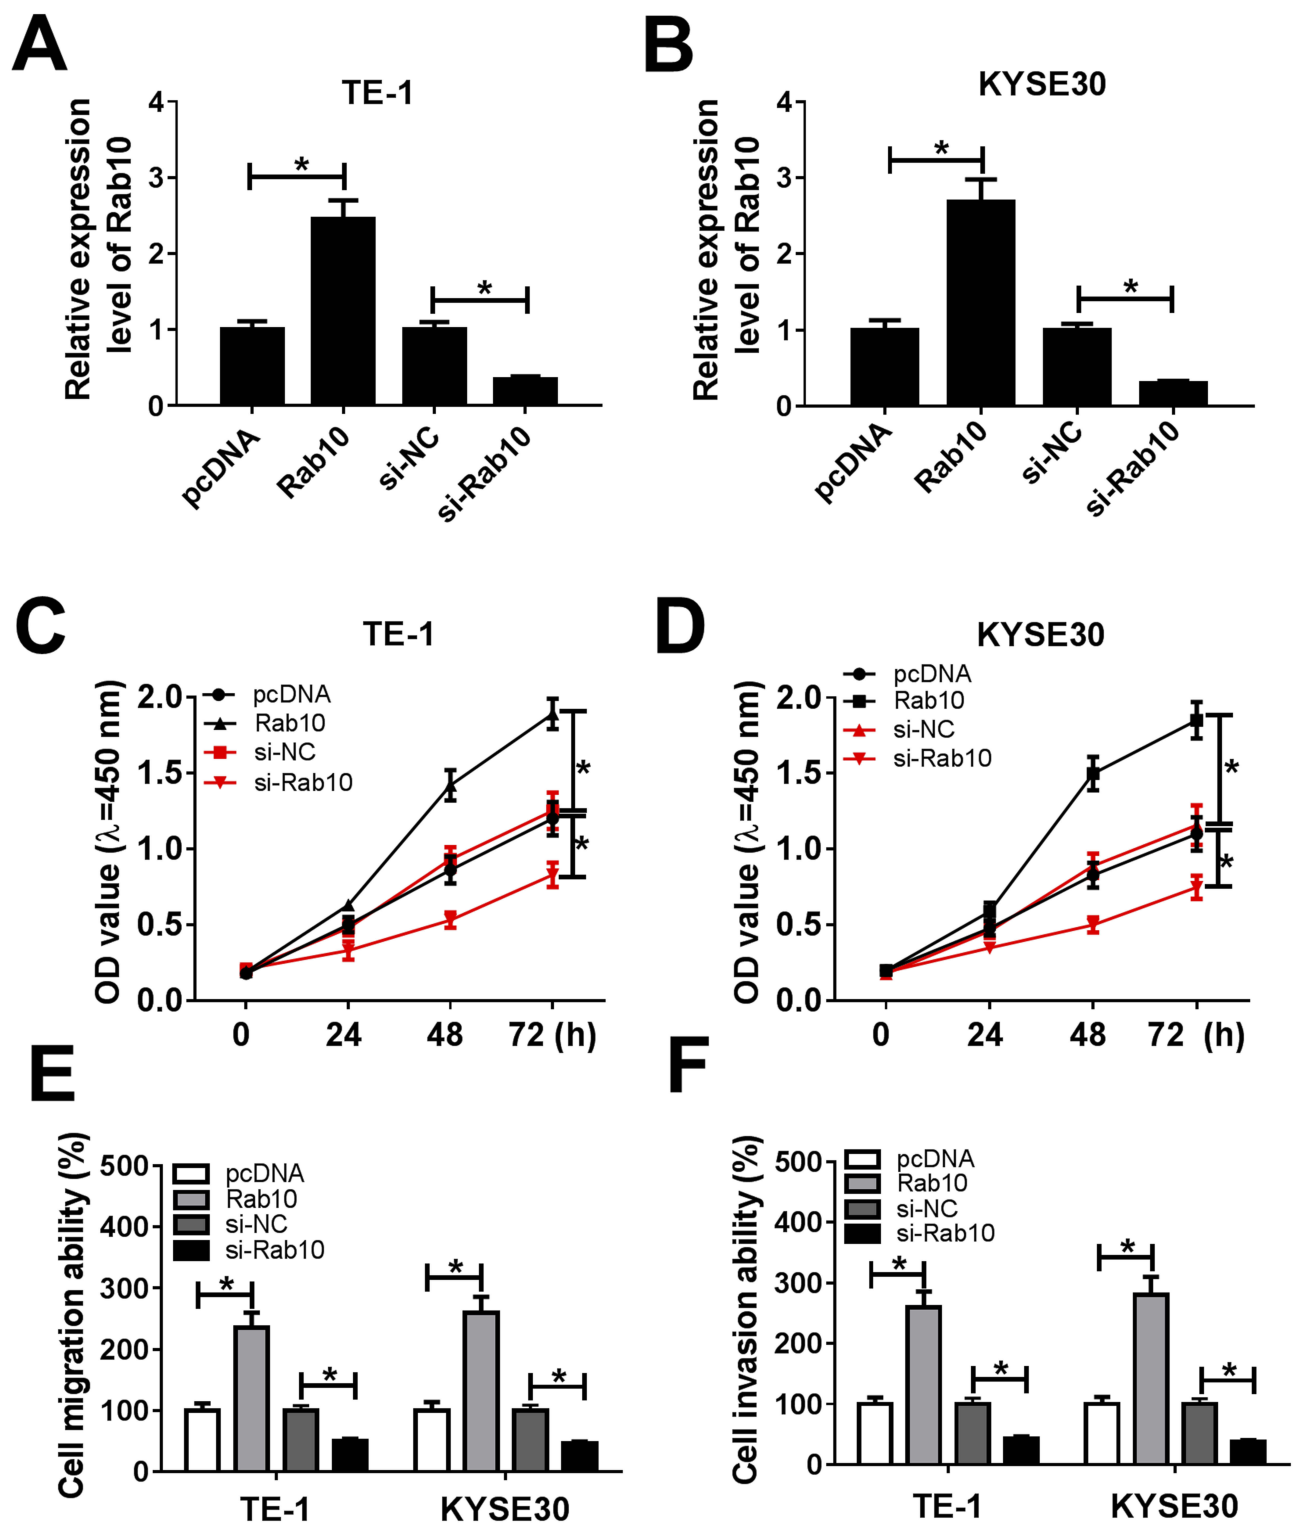 A
TE-1
Relative expression
level of Rab10
4
3
2
1
0
*
*
pcDNA
Rab10
si-NC
si-Rab10
B
KYSE30
Relative expression
level of Rab10
4
3
2
1
0
*
*
pcDNA
Rab10
si-NC
si-Rab10
C
TE-1
OD value (λ=450 nm)
2.0
1.5
1.0
0.5
0.0
pcDNA
Rab10
si-NC
si-Rab10
*
*
0 24 48 72 (h)
D
KYSE30
OD value (λ=450 nm)
2.0
1.5
1.0
0.5
0.0
pcDNA
Rab10
si-NC
si-Rab10
*
*
0 24 48 72 (h)
E
Cell migration ability (%)
500
400
300
200
100
0
pcDNA
Rab10
si-NC
si-Rab10
*
*
*
*
TE-1 KYSE30
F
Cell invasion ability (%)
500
400
300
200
100
0
pcDNA
Rab10
si-NC
si-Rab10
*
*
*
*
TE-1 KYSE30